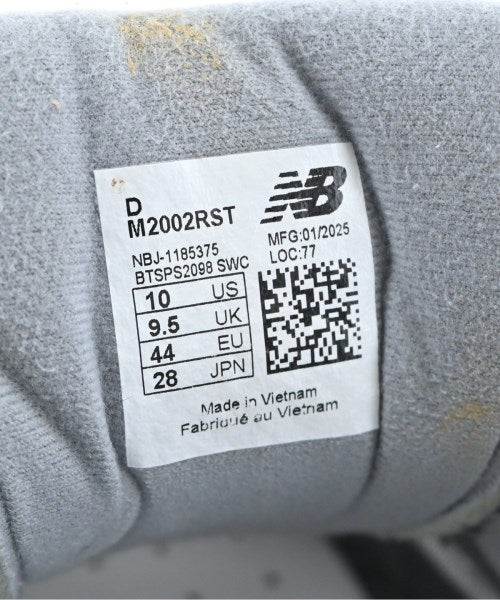 D
M2002RST
NB
NBJ-1185375
BTSPS2098 SWC
MFG:01/2025
LOC:77
10 US
9.5 UK
44 EU
28 JPN
Made in Vietnam
Fabriqué au Vietnam